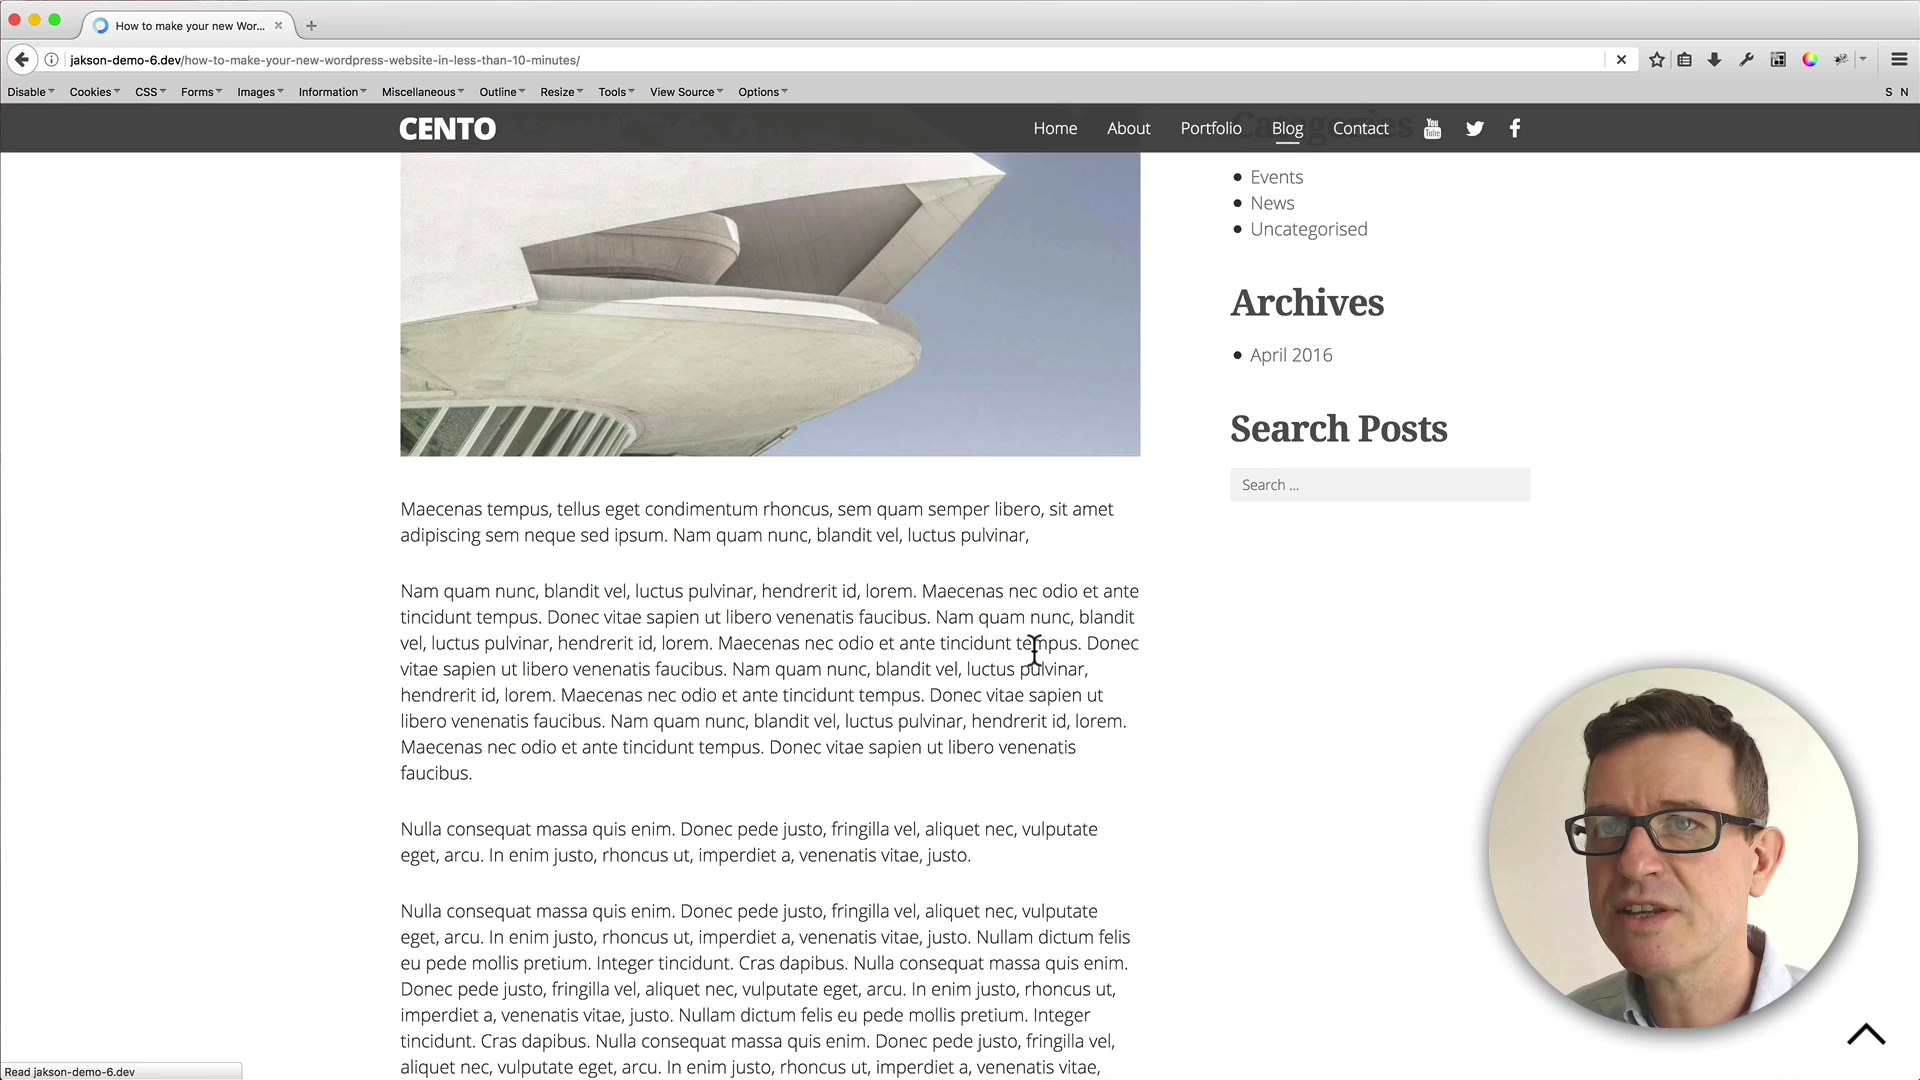 How to make your new Wor...
jakson-demo-6.dev/how-to-make-your-new-wordpress-website-in-less-than-10-minutes/
Disable Cookies CSS Forms Images Information Miscellaneous Outline Resize Tools View Source Options S N
CENTO
Home About Portfolio Blog Contact You Tube
Categories
Events
News
Uncategorised
Archives
April 2016
Search Posts
Search ...
Maecenas tempus, tellus eget condimentum rhoncus, sem quam semper libero, sit amet
adipiscing sem neque sed ipsum. Nam quam nunc, blandit vel, luctus pulvinar,
Nam quam nunc, blandit vel, luctus pulvinar, hendrerit id, lorem. Maecenas nec odio et ante
tincidunt tempus. Donec vitae sapien ut libero venenatis faucibus. Nam quam nunc, blandit
vel, luctus pulvinar, hendrerit id, lorem. Maecenas nec odio et ante tincidunt tempus. Donec
vitae sapien ut libero venenatis faucibus. Nam quam nunc, blandit vel, luctus pulvinar,
hendrerit id, lorem. Maecenas nec odio et ante tincidunt tempus. Donec vitae sapien ut
libero venenatis faucibus. Nam quam nunc, blandit vel, luctus pulvinar, hendrerit id, lorem.
Maecenas nec odio et ante tincidunt tempus. Donec vitae sapien ut libero venenatis
faucibus.
Nulla consequat massa quis enim. Donec pede justo, fringilla vel, aliquet nec, vulputate
eget, arcu. In enim justo, rhoncus ut, imperdiet a, venenatis vitae, justo.
Nulla consequat massa quis enim. Donec pede justo, fringilla vel, aliquet nec, vulputate
eget, arcu. In enim justo, rhoncus ut, imperdiet a, venenatis vitae, justo. Nullam dictum felis
eu pede mollis pretium. Integer tincidunt. Cras dapibus. Nulla consequat massa quis enim.
Donec pede justo, fringilla vel, aliquet nec, vulputate eget, arcu. In enim justo, rhoncus ut,
imperdiet a, venenatis vitae, justo. Nullam dictum felis eu pede mollis pretium. Integer
tincidunt. Cras dapibus. Nulla consequat massa quis enim. Donec pede justo, fringilla vel,
aliquet nec, vulputate eget, arcu. In enim justo, rhoncus ut, imperdiet a, venenatis vitae,
Read jakson-demo-6.dev